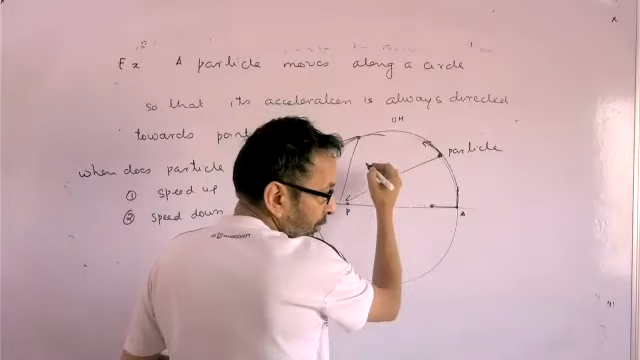 Ex A particle moves along a circle
so that its acceleration is always directed
towards
when does particle
① speed up
② speed down
particle
P
A